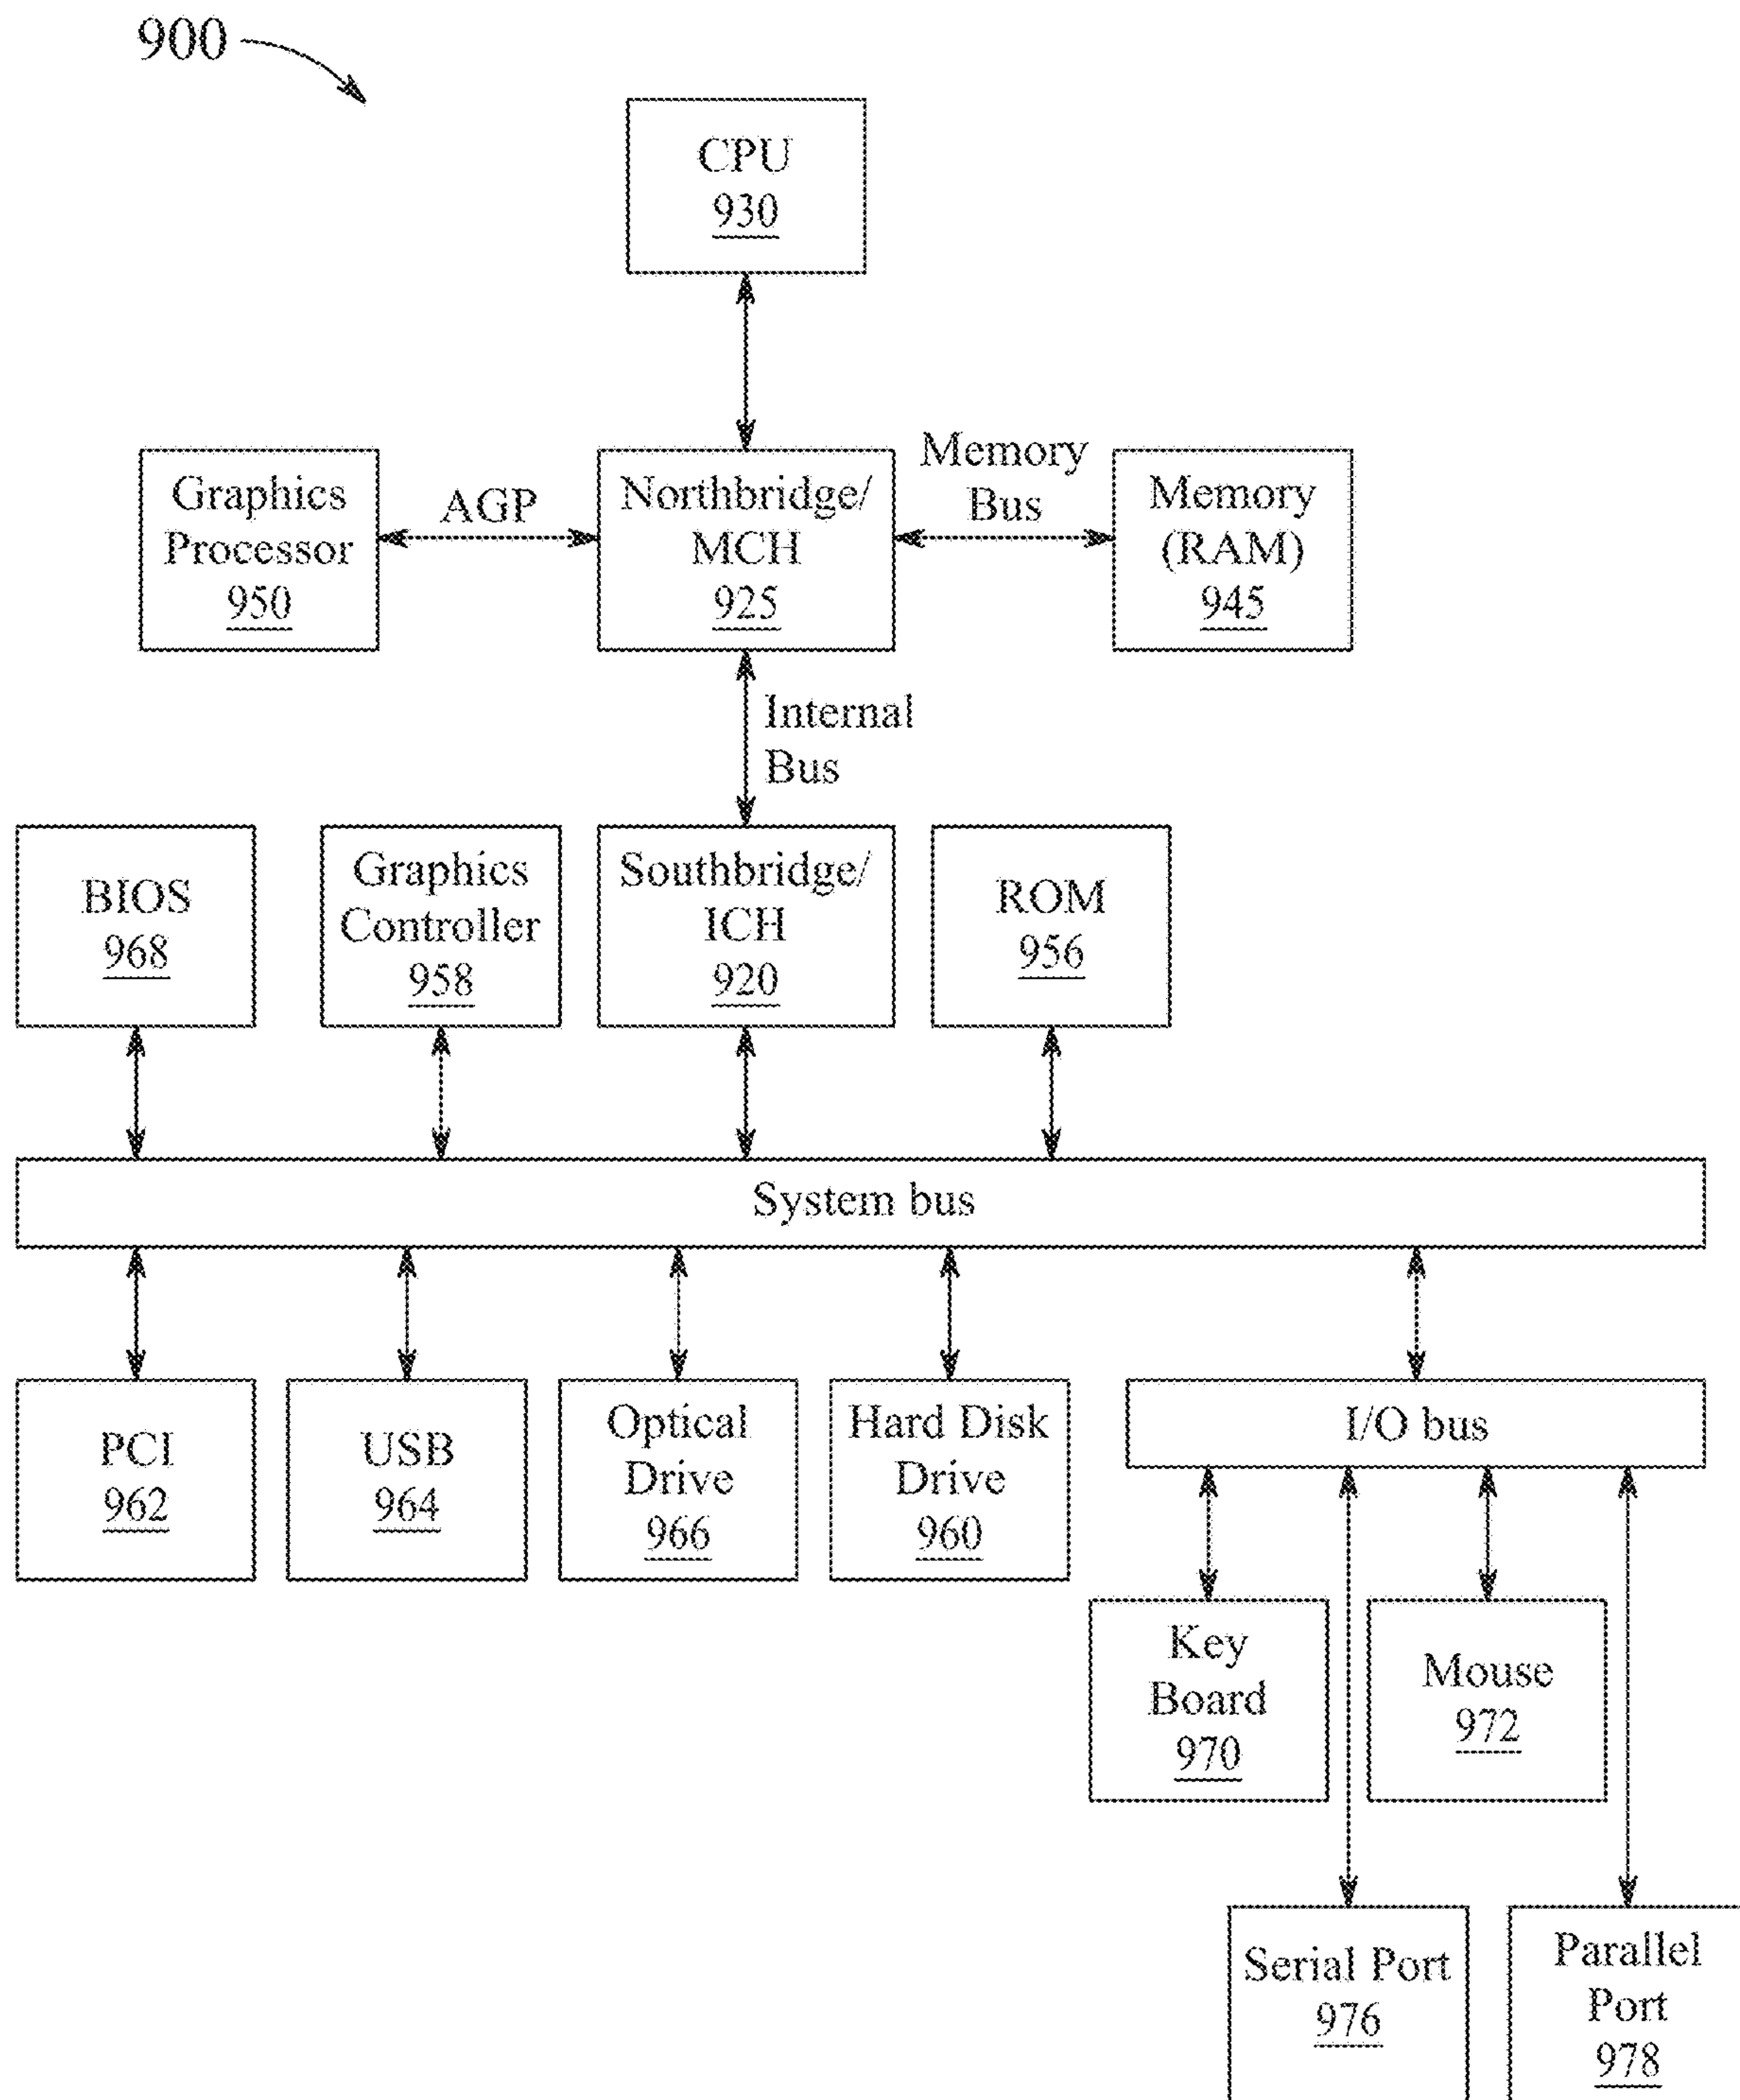 900
CPU
930
Graphics
Processor
950
AGP
Northbridge/
MCH
925
Memory
Bus
Memory
(RAM)
945
Internal
Bus
BIOS
968
Graphics
Controller
958
Southbridge/
ICH
920
ROM
956
System bus
PCI
962
USB
964
Optical
Drive
966
Hard Disk
Drive
960
I/O bus
Key
Board
970
Mouse
972
Serial Port
976
Parallel
Port
978